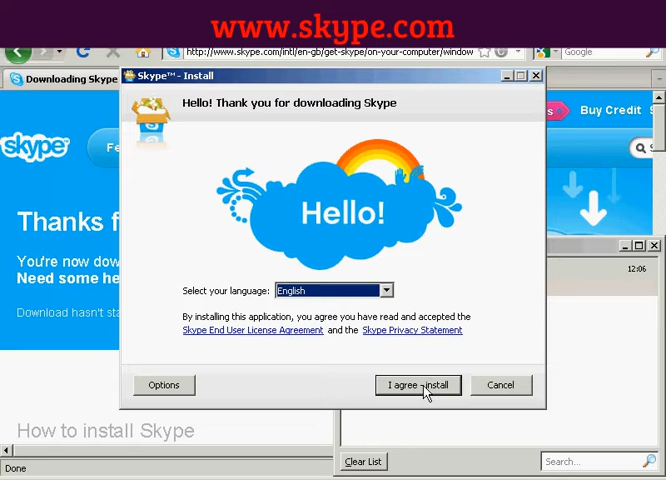 www.skype.com
http://www.skype.com/intl/en-gb/get-skype/on-your-computer/window
Google
Downloading Skype
Skype™ - Install
Hello! Thank you for downloading Skype
Buy Credit
skype
Fe
Hello!
Thanks f
You're now dow
Need some he
Download hasn't sta
12:06
Select your language:
English
By installing this application, you agree you have read and accepted the
Skype End User License Agreement and the Skype Privacy Statement
Options
I agree - install
Cancel
How to install Skype
Clear List
Search...
Done